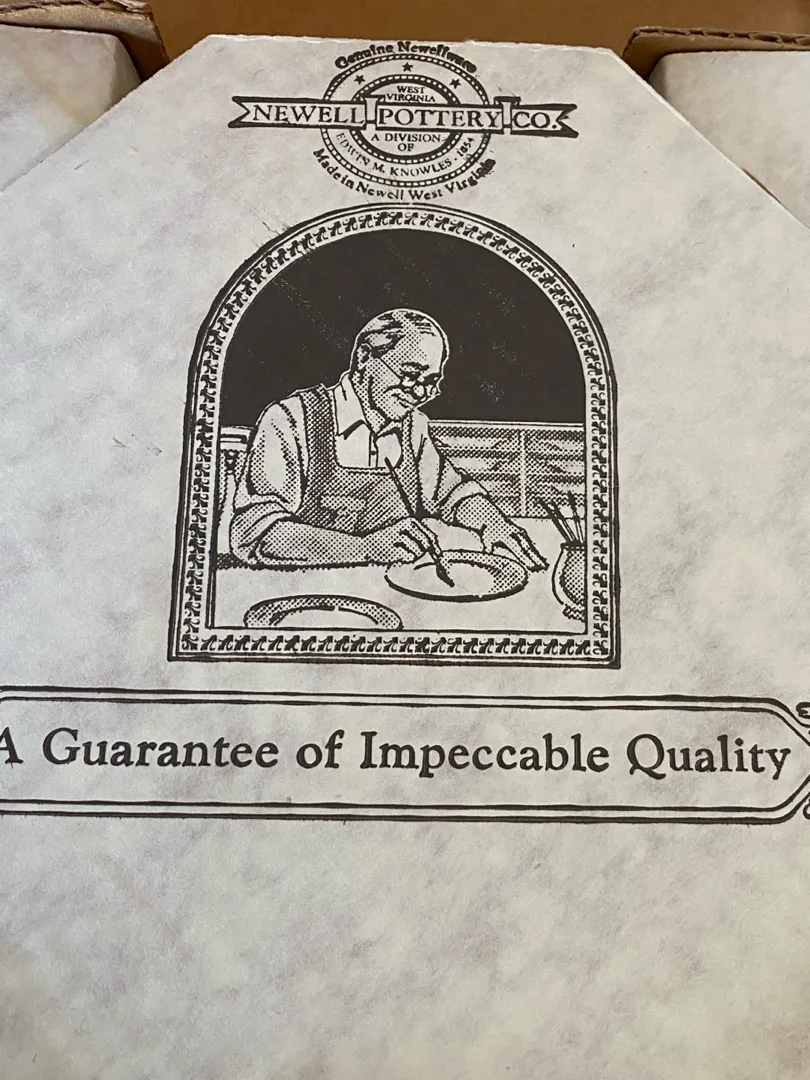 Genuine Newellware
WEST
VIRGINIA
NEWELL POTTERY CO.
A DIVISION
OF
EDWIN M. KNOWLES · 1854
Made in Newell West Virginia
A Guarantee of Impeccable Quality